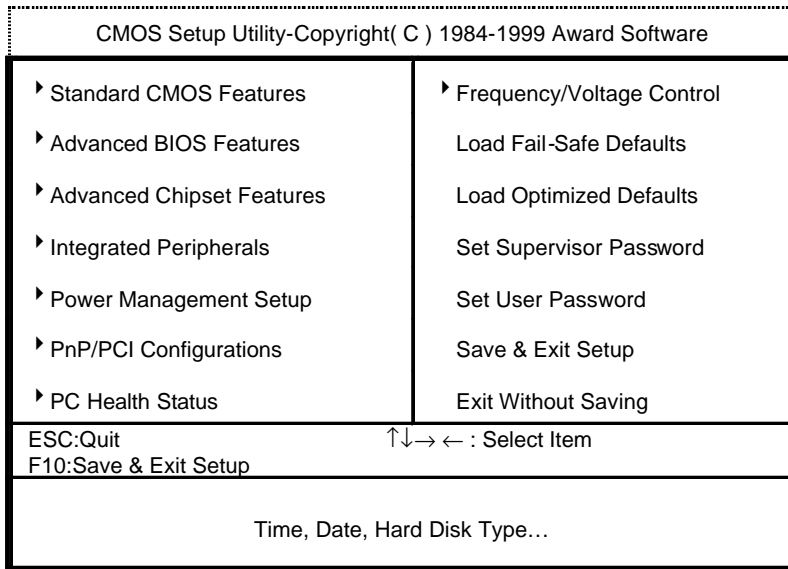 CMOS Setup Utility-Copyright( C ) 1984-1999 Award Software
Standard CMOS Features
Advanced BIOS Features
Advanced Chipset Features
Integrated Peripherals
Power Management Setup
PnP/PCI Configurations
PC Health Status
Frequency/Voltage Control
Load Fail-Safe Defaults
Load Optimized Defaults
Set Supervisor Password
Set User Password
Save & Exit Setup
Exit Without Saving
ESC:Quit ↑↓→ ← : Select Item
F10:Save & Exit Setup
Time, Date, Hard Disk Type…